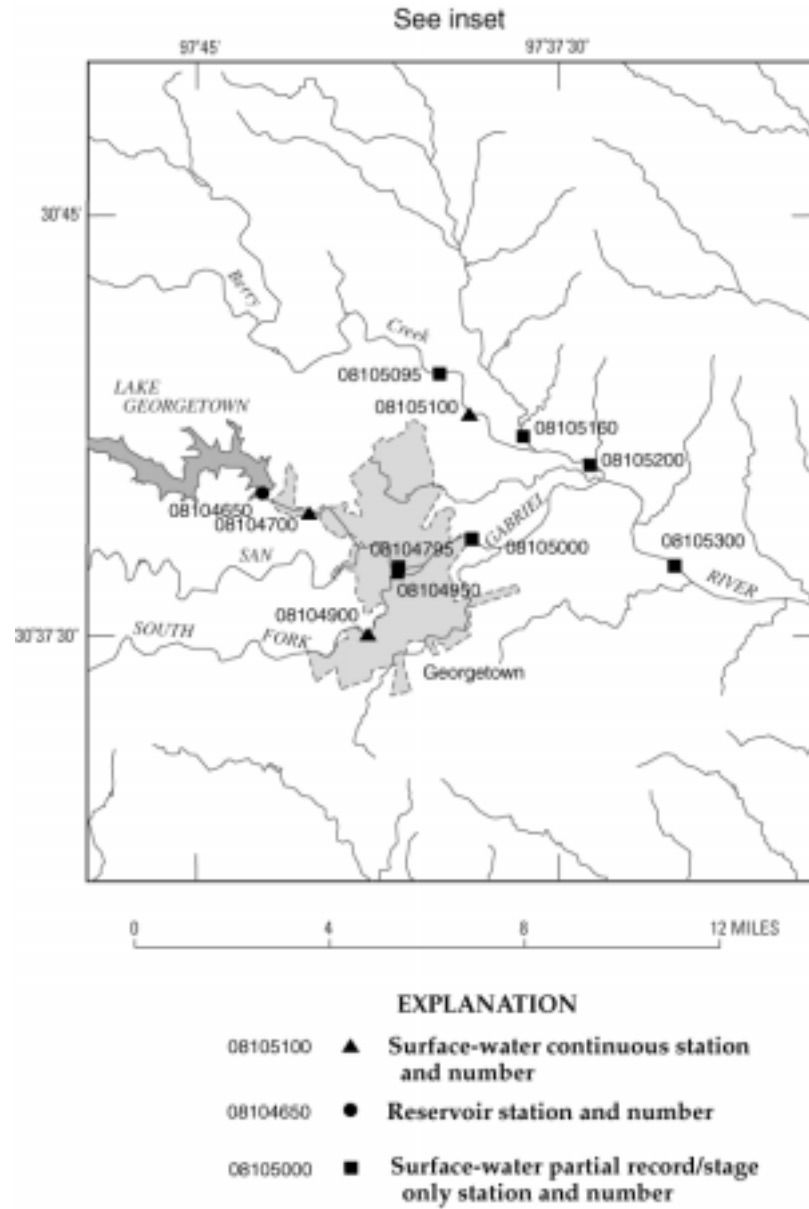 See inset
97°45'
97°37'30"
30°45'
Berry
Creek
08105095
LAKE
GEORGETOWN
08105100
08105160
08105200
08104650
08104700
GABRIEL
SAN
08104795
08105000
08105300
08104950
RIVER
08104900
SOUTH
FORK
30°37'30"
Georgetown
0
4
8
12 MILES
EXPLANATION
08105100 Surface-water continuous station
and number
08104650 Reservoir station and number
08105000 Surface-water partial record/stage
only station and number